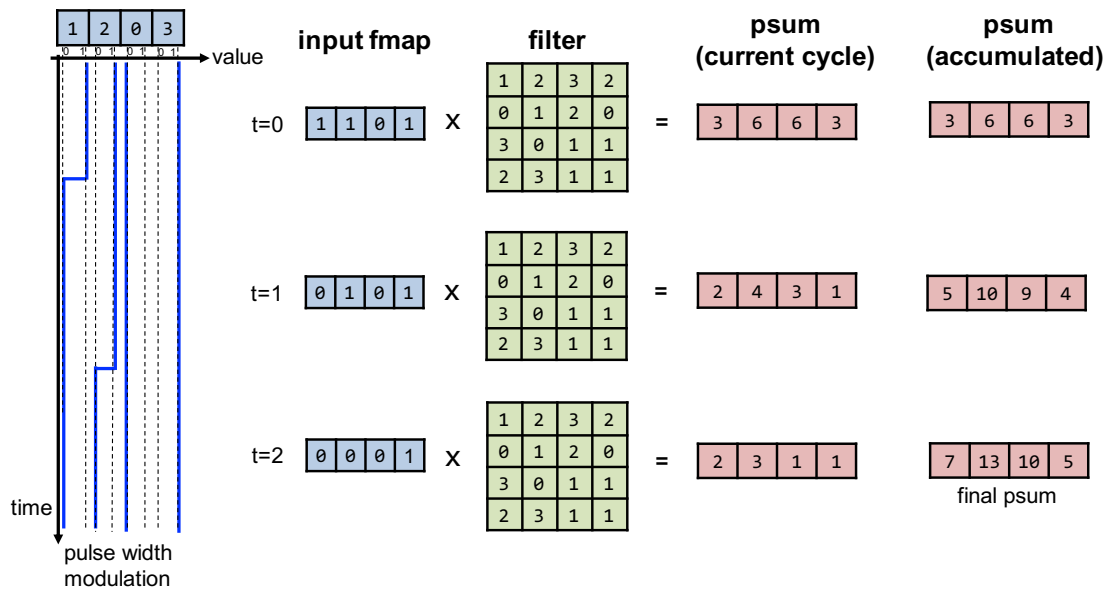 1 2 0 3
0 1 0 1 0 1 0 1
value
input fmap
filter
psum
(current cycle)
psum
(accumulated)
t=0
1 1 0 1
X
1 2 3 2
0 1 2 0
3 0 1 1
2 3 1 1
=
3 6 6 3
3 6 6 3
t=1
0 1 0 1
X
1 2 3 2
0 1 2 0
3 0 1 1
2 3 1 1
=
2 4 3 1
5 10 9 4
t=2
0 0 0 1
X
1 2 3 2
0 1 2 0
3 0 1 1
2 3 1 1
=
2 3 1 1
7 13 10 5
final psum
time
pulse width
modulation